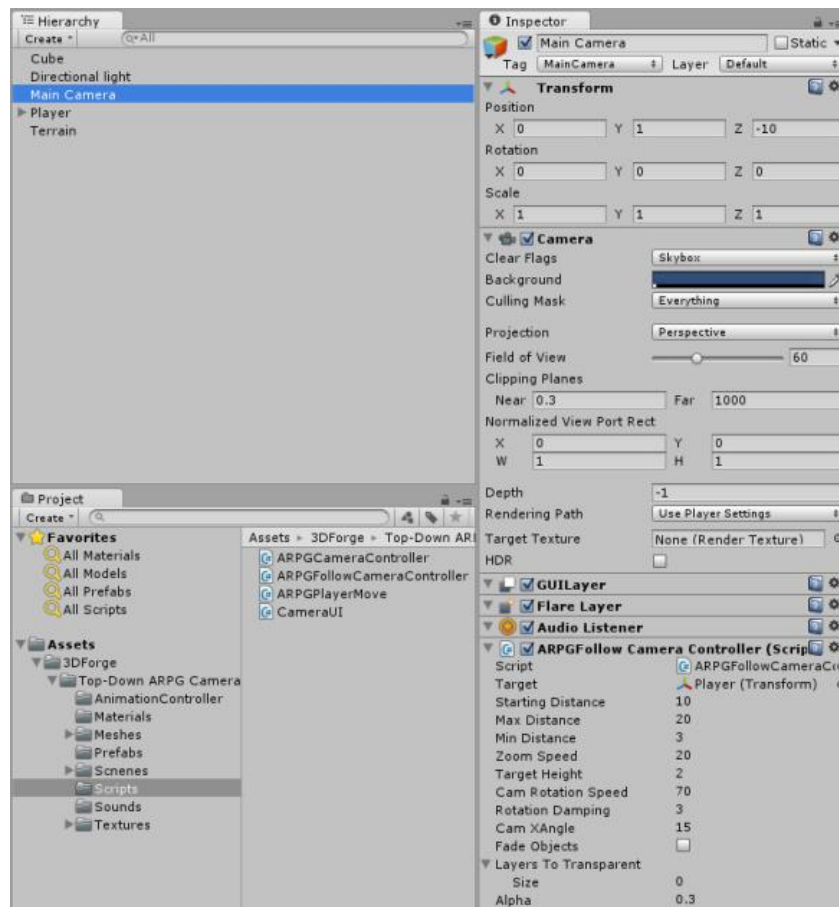 Hierarchy
Create
All
Cube
Directional light
Main Camera
Player
Terrain
Project
Create
Favorites
All Materials
All Models
All Prefabs
All Scripts
Assets
3DForge
Top-Down ARPG Camera
AnimationController
Materials
Meshes
Prefabs
Scnenes
Scripts
Sounds
Textures
Assets 3DForge Top-Down ARI
ARPGCameraController
ARPGFollowCameraController
ARPGPlayerMove
CameraUI
Inspector
Main Camera Static
Tag MainCamera Layer Default
Transform
Position
X 0 Y 1 Z -10
Rotation
X 0 Y 0 Z 0
Scale
X 1 Y 1 Z 1
Camera
Clear Flags Skybox
Background
Culling Mask Everything
Projection Perspective
Field of View 60
Clipping Planes
Near 0.3 Far 1000
Normalized View Port Rect
X 0 Y 0
W 1 H 1
Depth -1
Rendering Path Use Player Settings
Target Texture None (Render Texture)
HDR
GUILayer
Flare Layer
Audio Listener
ARPGFollow Camera Controller (Scrip
Script ARPGFollowCameraCo
Target Player (Transform)
Starting Distance 10
Max Distance 20
Min Distance 3
Zoom Speed 20
Target Height 2
Cam Rotation Speed 70
Rotation Damping 3
Cam XAngle 15
Fade Objects
Layers To Transparent
Size 0
Alpha 0.3